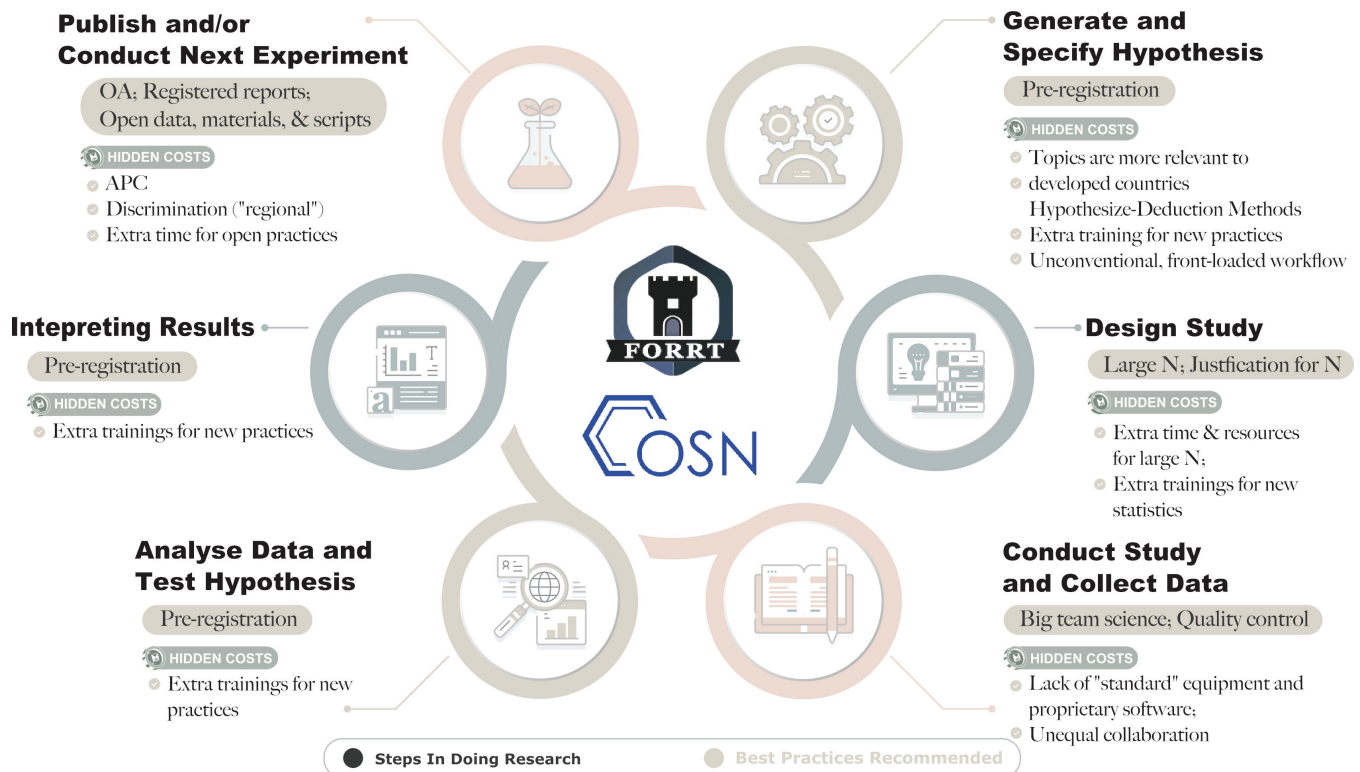 Publish and/or
Conduct Next Experiment
OA; Registered reports;
Open data, materials, & scripts
HIDDEN COSTS
APC
Discrimination ("regional")
Extra time for open practices
Generate and
Specify Hypothesis
Pre-registration
HIDDEN COSTS
Topics are more relevant to
developed countries
Hypothesize-Deduction Methods
Extra training for new practices
Unconventional, front-loaded workflow
Intepreting Results
Pre-registration
HIDDEN COSTS
Extra trainings for new practices
T
a
FORRT
COSN
Design Study
Large N; Justfication for N
HIDDEN COSTS
Extra time & resources
for large N;
Extra trainings for new
statistics
Analyse Data and
Test Hypothesis
Pre-registration
HIDDEN COSTS
Extra trainings for new
practices
Conduct Study
and Collect Data
Big team science; Quality control
HIDDEN COSTS
Lack of "standard" equipment and
proprietary software;
Unequal collaboration
Steps In Doing Research
Best Practices Recommended